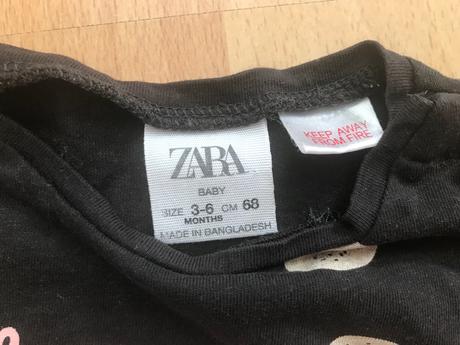 ZARA
BABY
SIZE 3-6 CM 68
MONTHS
MADE IN BANGLADESH
KEEP AWAY
FROM FIRE